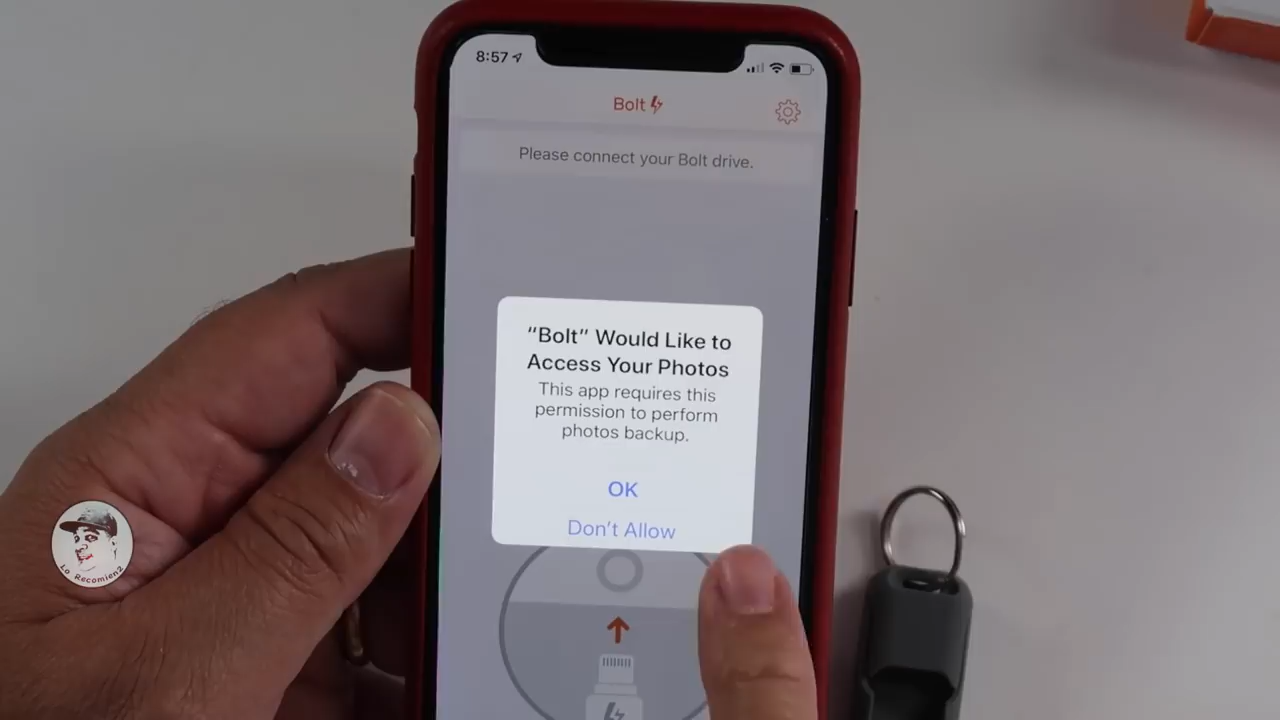 8:57
Bolt
Please connect your Bolt drive.
“Bolt” Would Like to
Access Your Photos
This app requires this
permission to perform
photos backup.
OK
Don’t Allow
Lo Recomien2